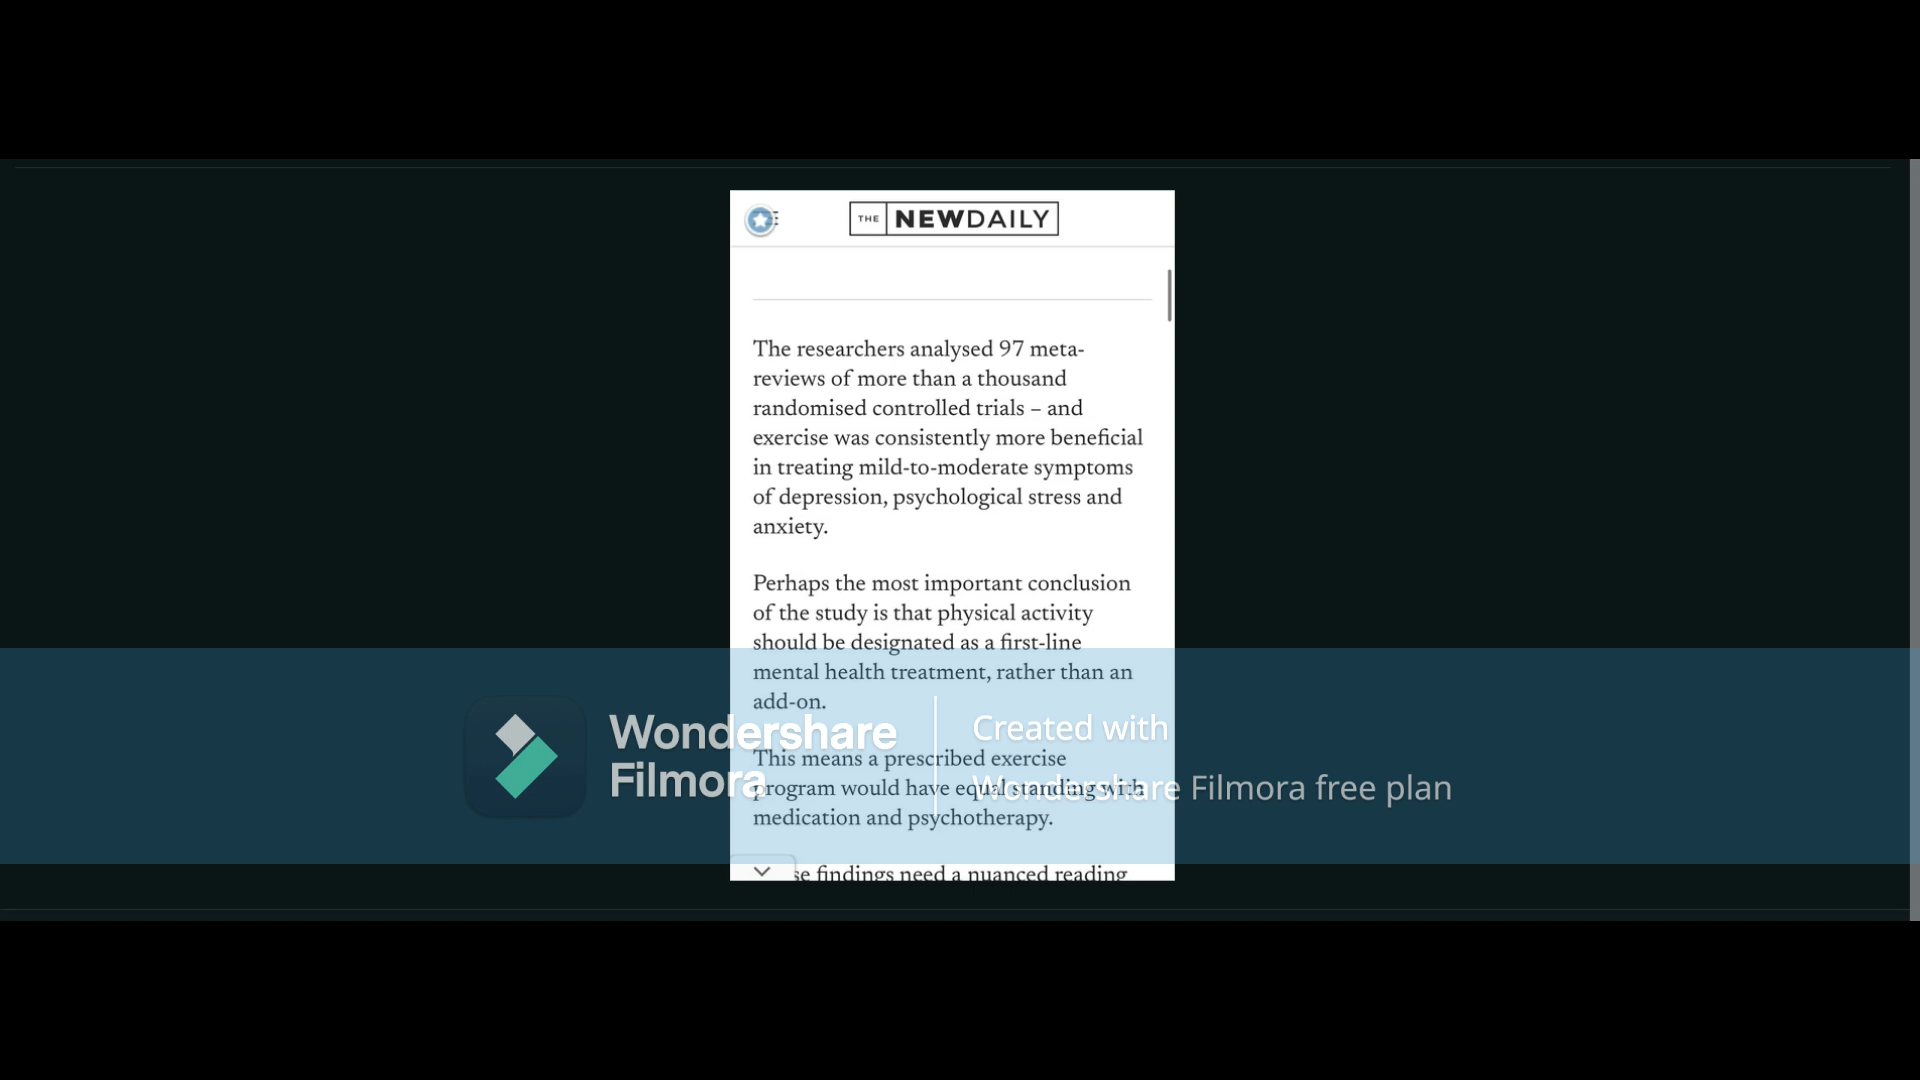 THE NEWDAILY
The researchers analysed 97 meta-
reviews of more than a thousand
randomised controlled trials – and
exercise was consistently more beneficial
in treating mild-to-moderate symptoms
of depression, psychological stress and
anxiety.
Perhaps the most important conclusion
of the study is that physical activity
should be designated as a first-line
mental health treatment, rather than an
add-on.
This means a prescribed exercise
program would have equal standing with
medication and psychotherapy.
se findings need a nuanced reading
Wondershare
Filmora
Created with
Wondershare Filmora free plan